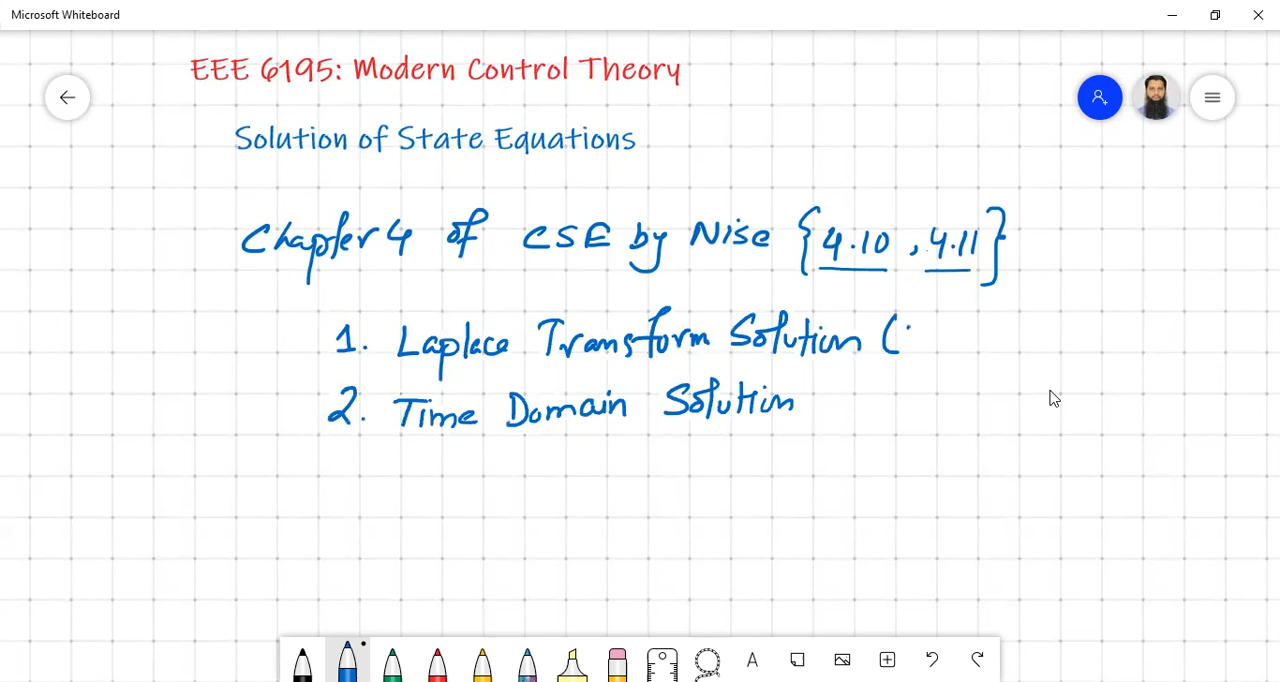 Microsoft Whiteboard
EEE 6195: Modern Control Theory
Solution of State Equations
Chapter 4 of CSE by Nise {4.10, 4.11}
1. Laplace Transform Solution (
2. Time Domain Solution
A